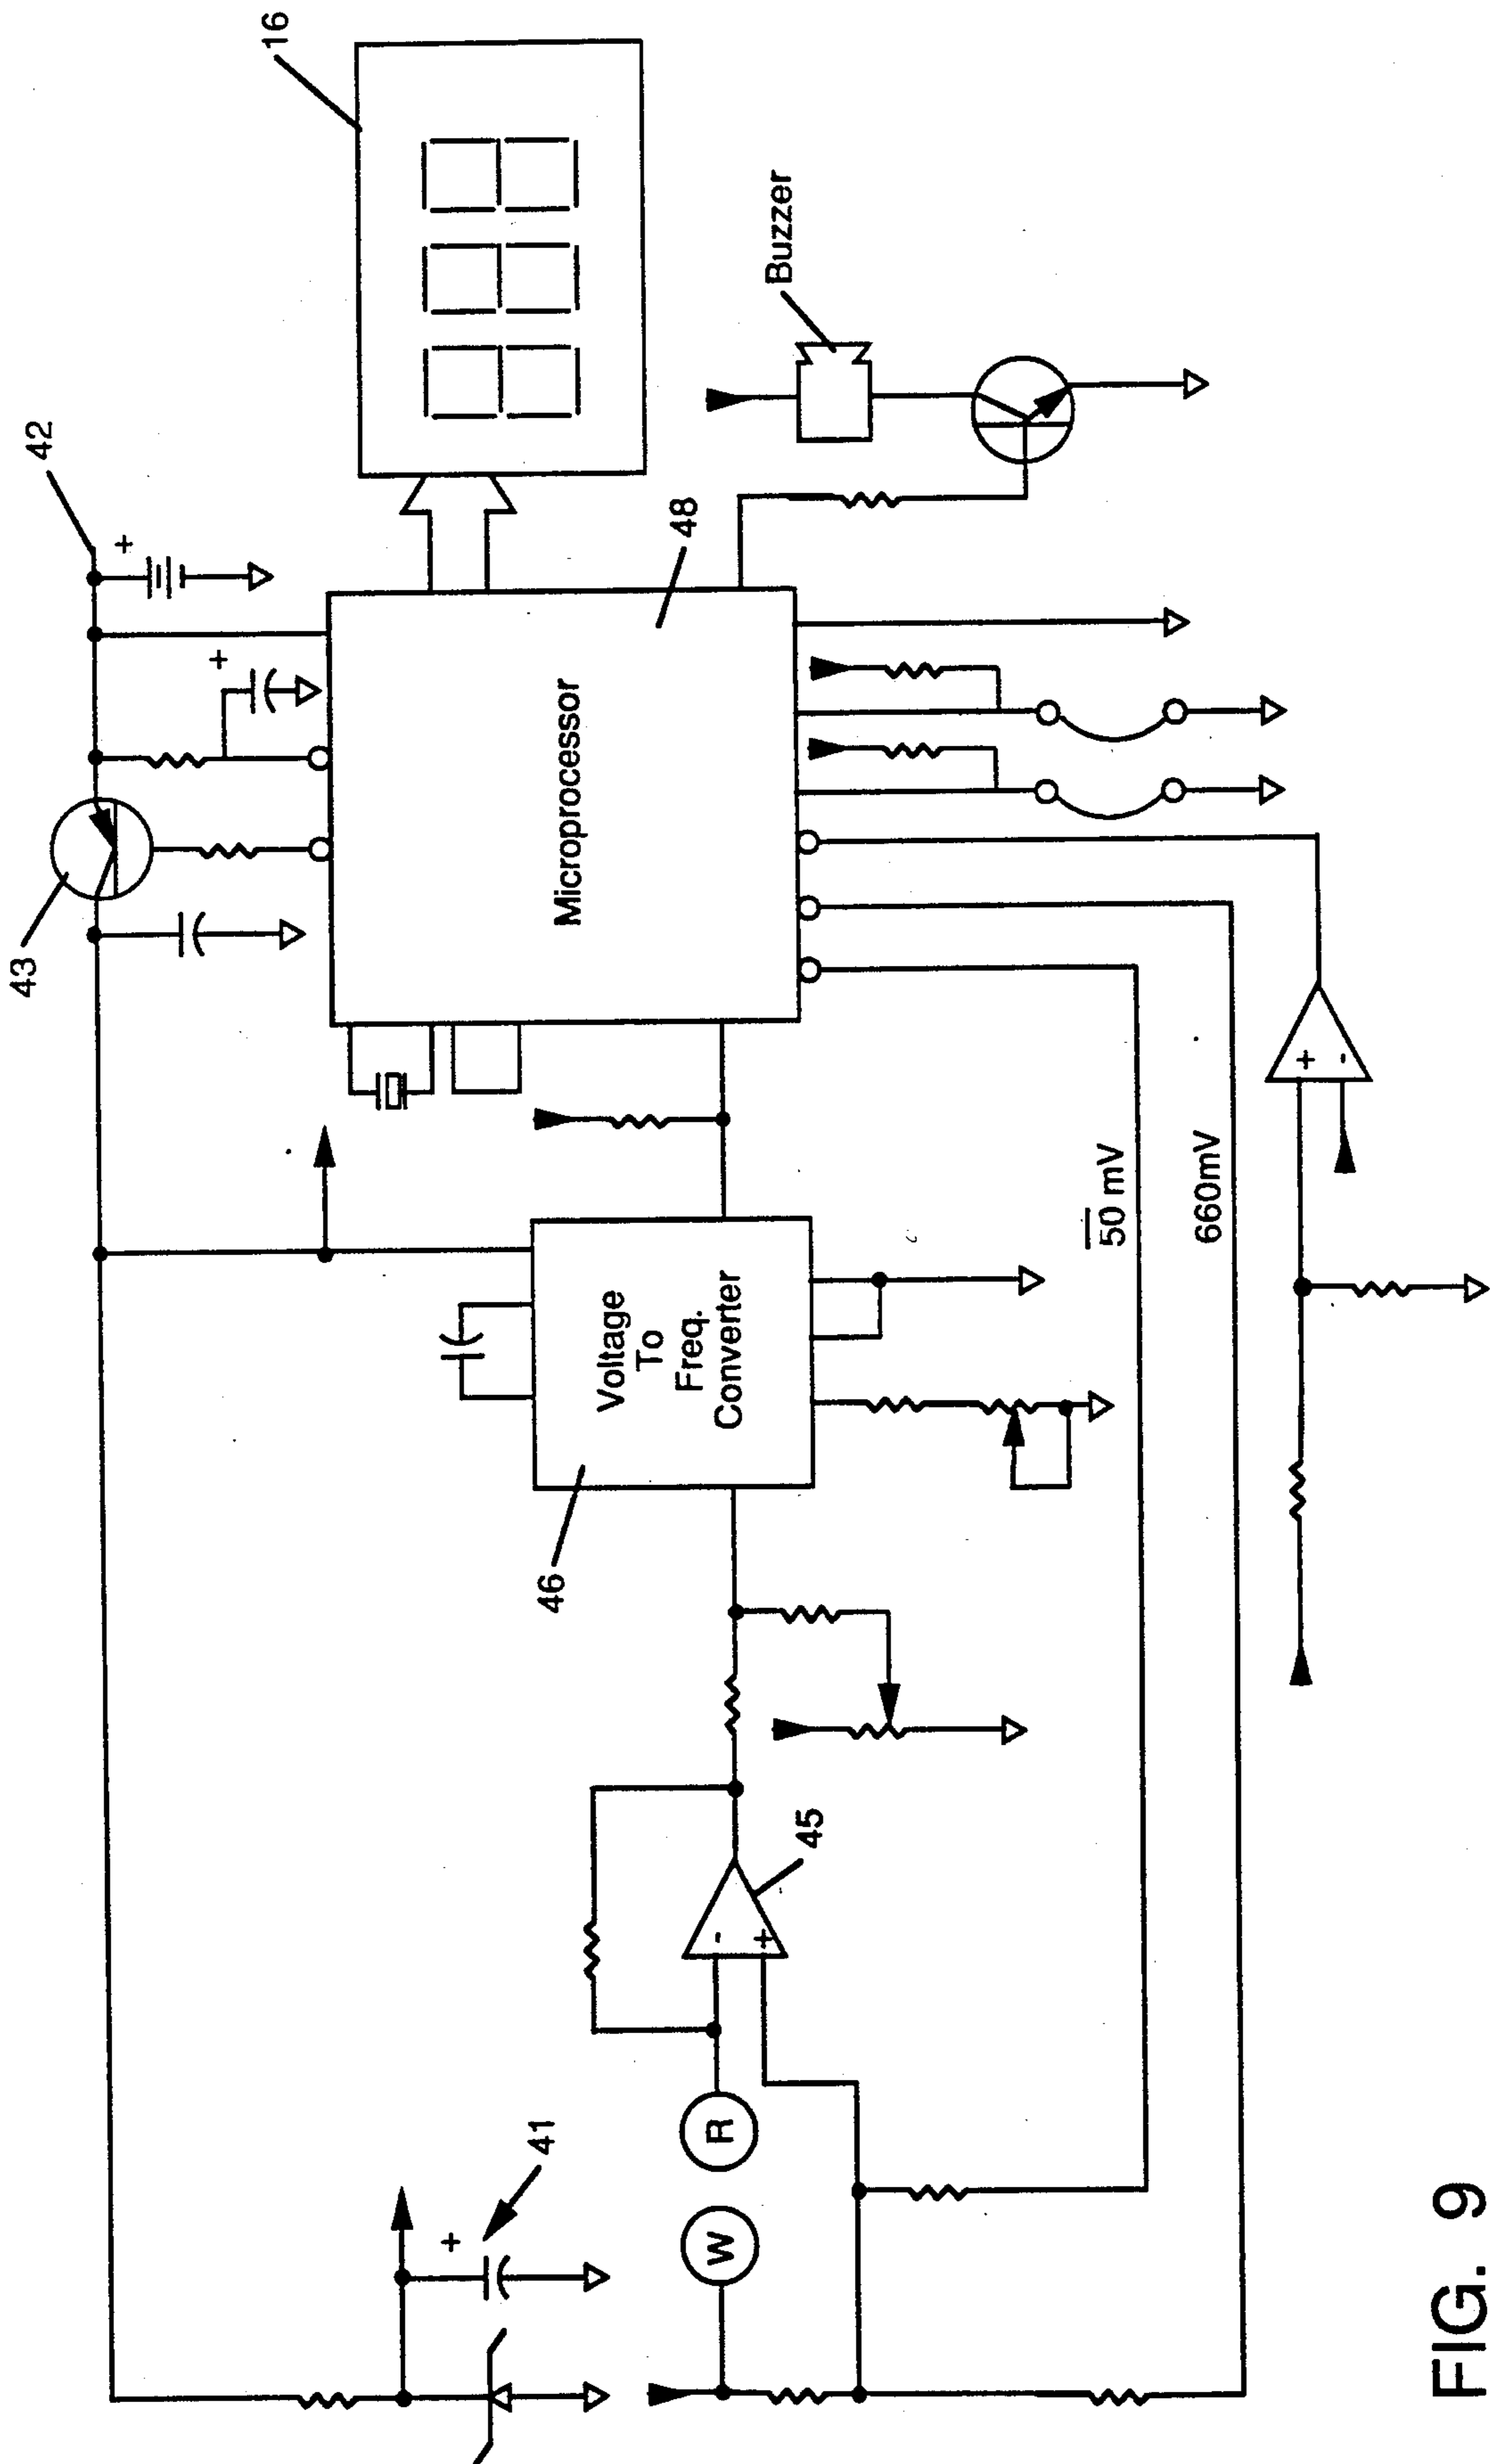 42
16
+
43
+
Buzzer
48
Microprocessor
Voltage
To
Freq.
Converter
46
50 mV
660mV
+
-
45
-
+
R
W
41
+
FIG. 9